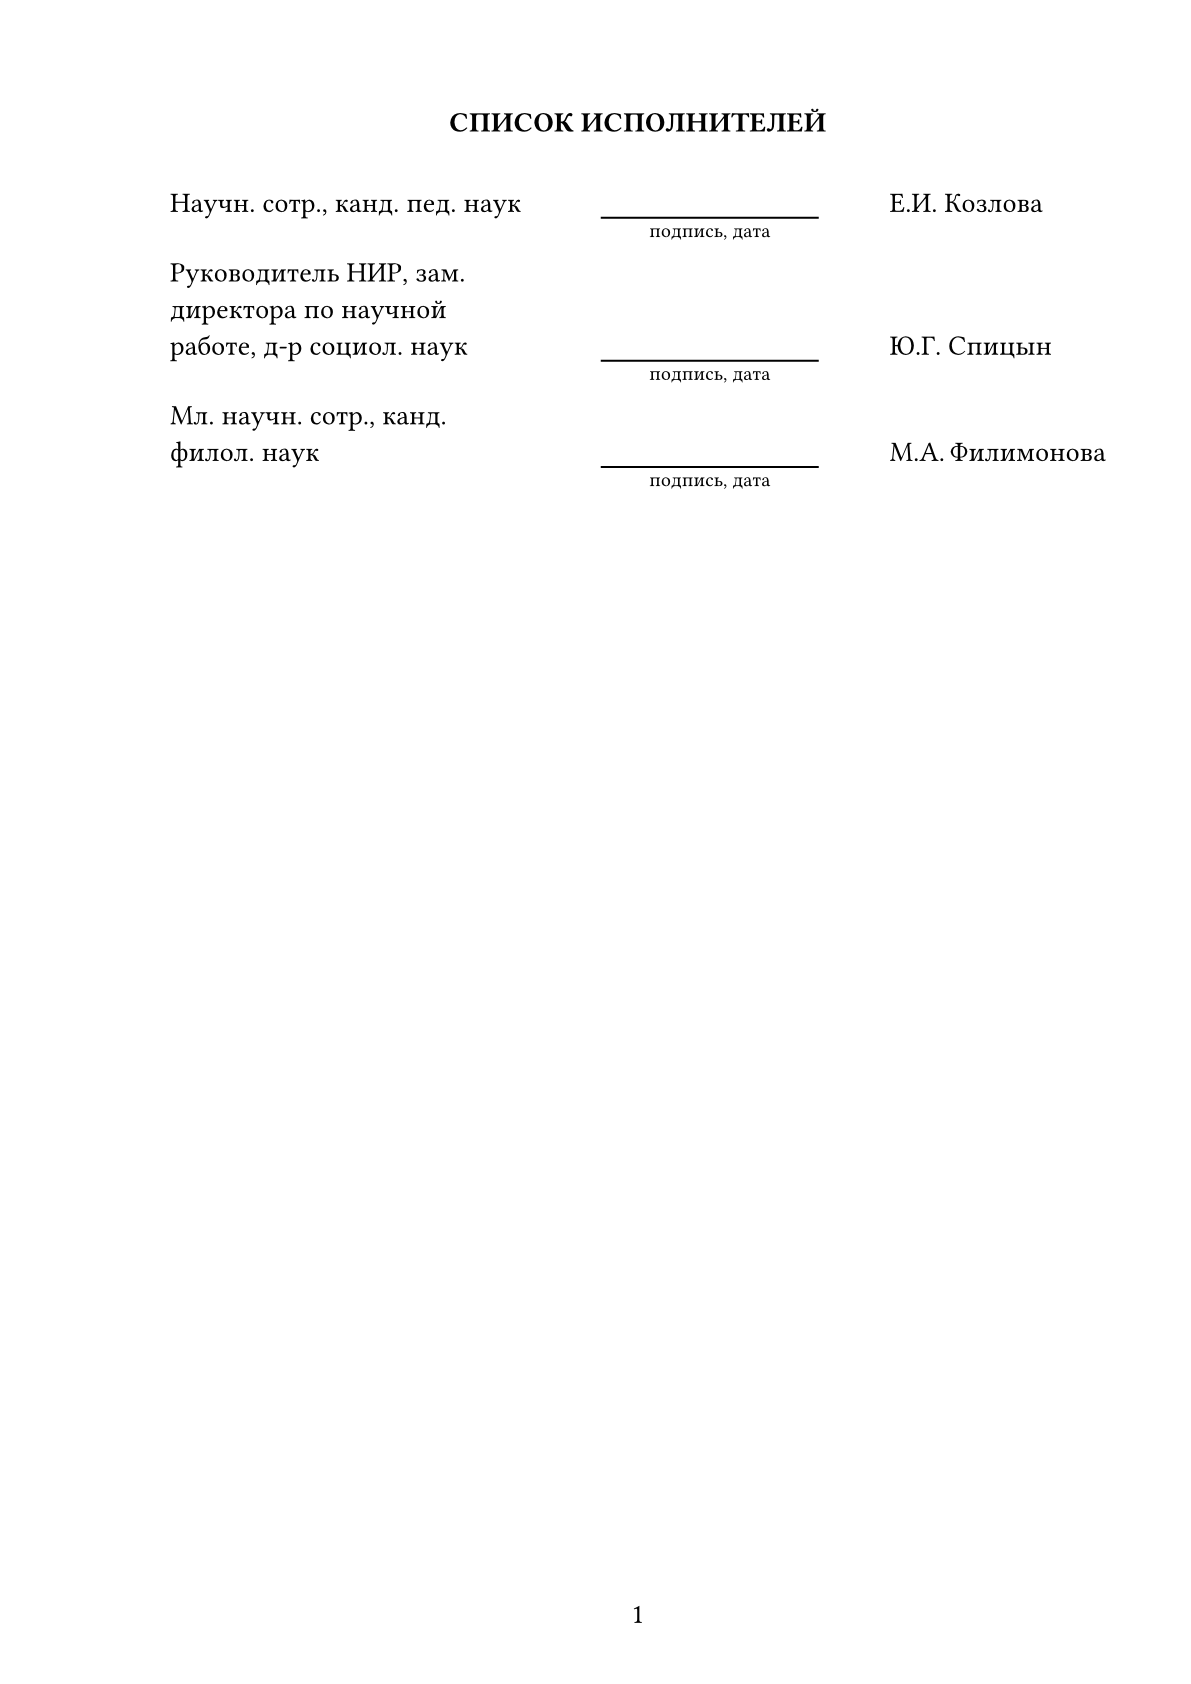 СПИСОК ИСПОЛНИТЕЛЕЙ
Научн. сотр., канд. пед. наук Е.И. Козлова
подпись, дата
Руководитель НИР, зам.
директора по научной
работе, д-р социол. наук Ю.Г. Спицын
подпись, дата
Мл. научн. сотр., канд.
филол. наук М.А. Филимонова
подпись, дата
1